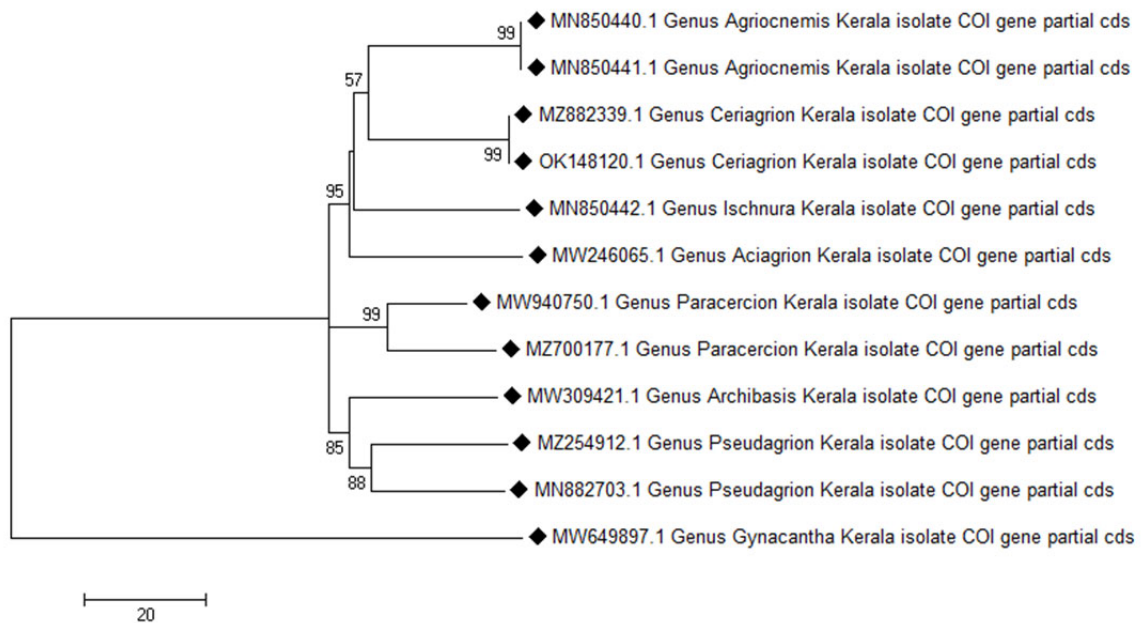 99
MN850440.1 Genus Agriocnemis Kerala isolate COI gene partial cds
MN850441.1 Genus Agriocnemis Kerala isolate COI gene partial cds
57
MZ882339.1 Genus Ceriagrion Kerala isolate COI gene partial cds
99
OK148120.1 Genus Ceriagrion Kerala isolate COI gene partial cds
95
MN850442.1 Genus Ischnura Kerala isolate COI gene partial cds
MW246065.1 Genus Aciagrion Kerala isolate COI gene partial cds
99
MW940750.1 Genus Paracercion Kerala isolate COI gene partial cds
MZ700177.1 Genus Paracercion Kerala isolate COI gene partial cds
MW309421.1 Genus Archibasis Kerala isolate COI gene partial cds
85
MZ254912.1 Genus Pseudagrion Kerala isolate COI gene partial cds
88
MN882703.1 Genus Pseudagrion Kerala isolate COI gene partial cds
MW649897.1 Genus Gynacantha Kerala isolate COI gene partial cds
20